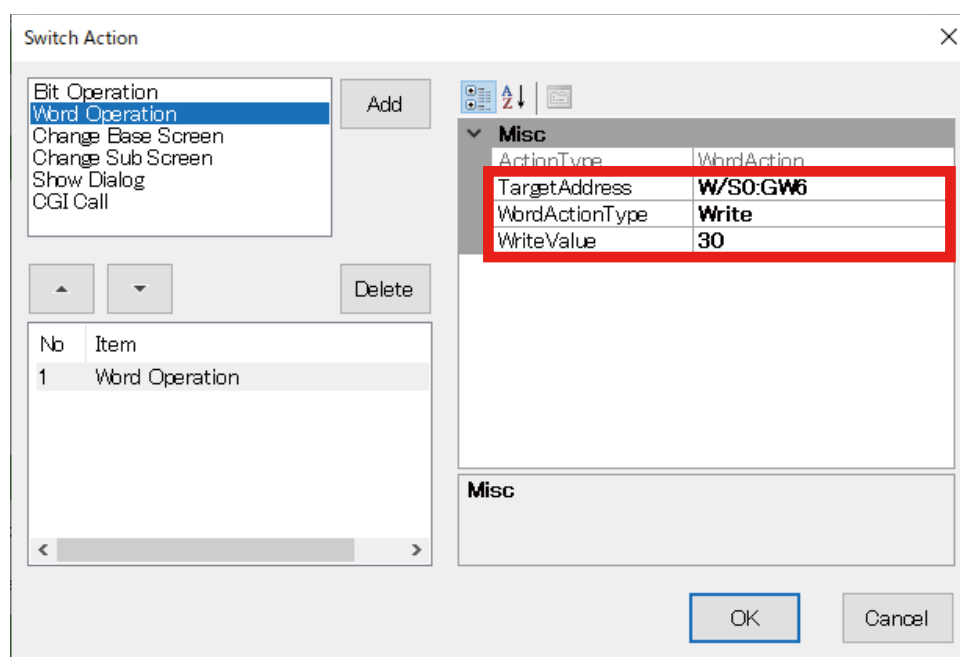 Switch Action
Bit Operation
Word Operation
Change Base Screen
Change Sub Screen
Show Dialog
CGI Call
Add
Delete
No Item
1 Word Operation
Misc
ActionType WordAction
TargetAddress W/S0:GW6
WordActionType Write
WriteValue 30
Misc
OK Cancel